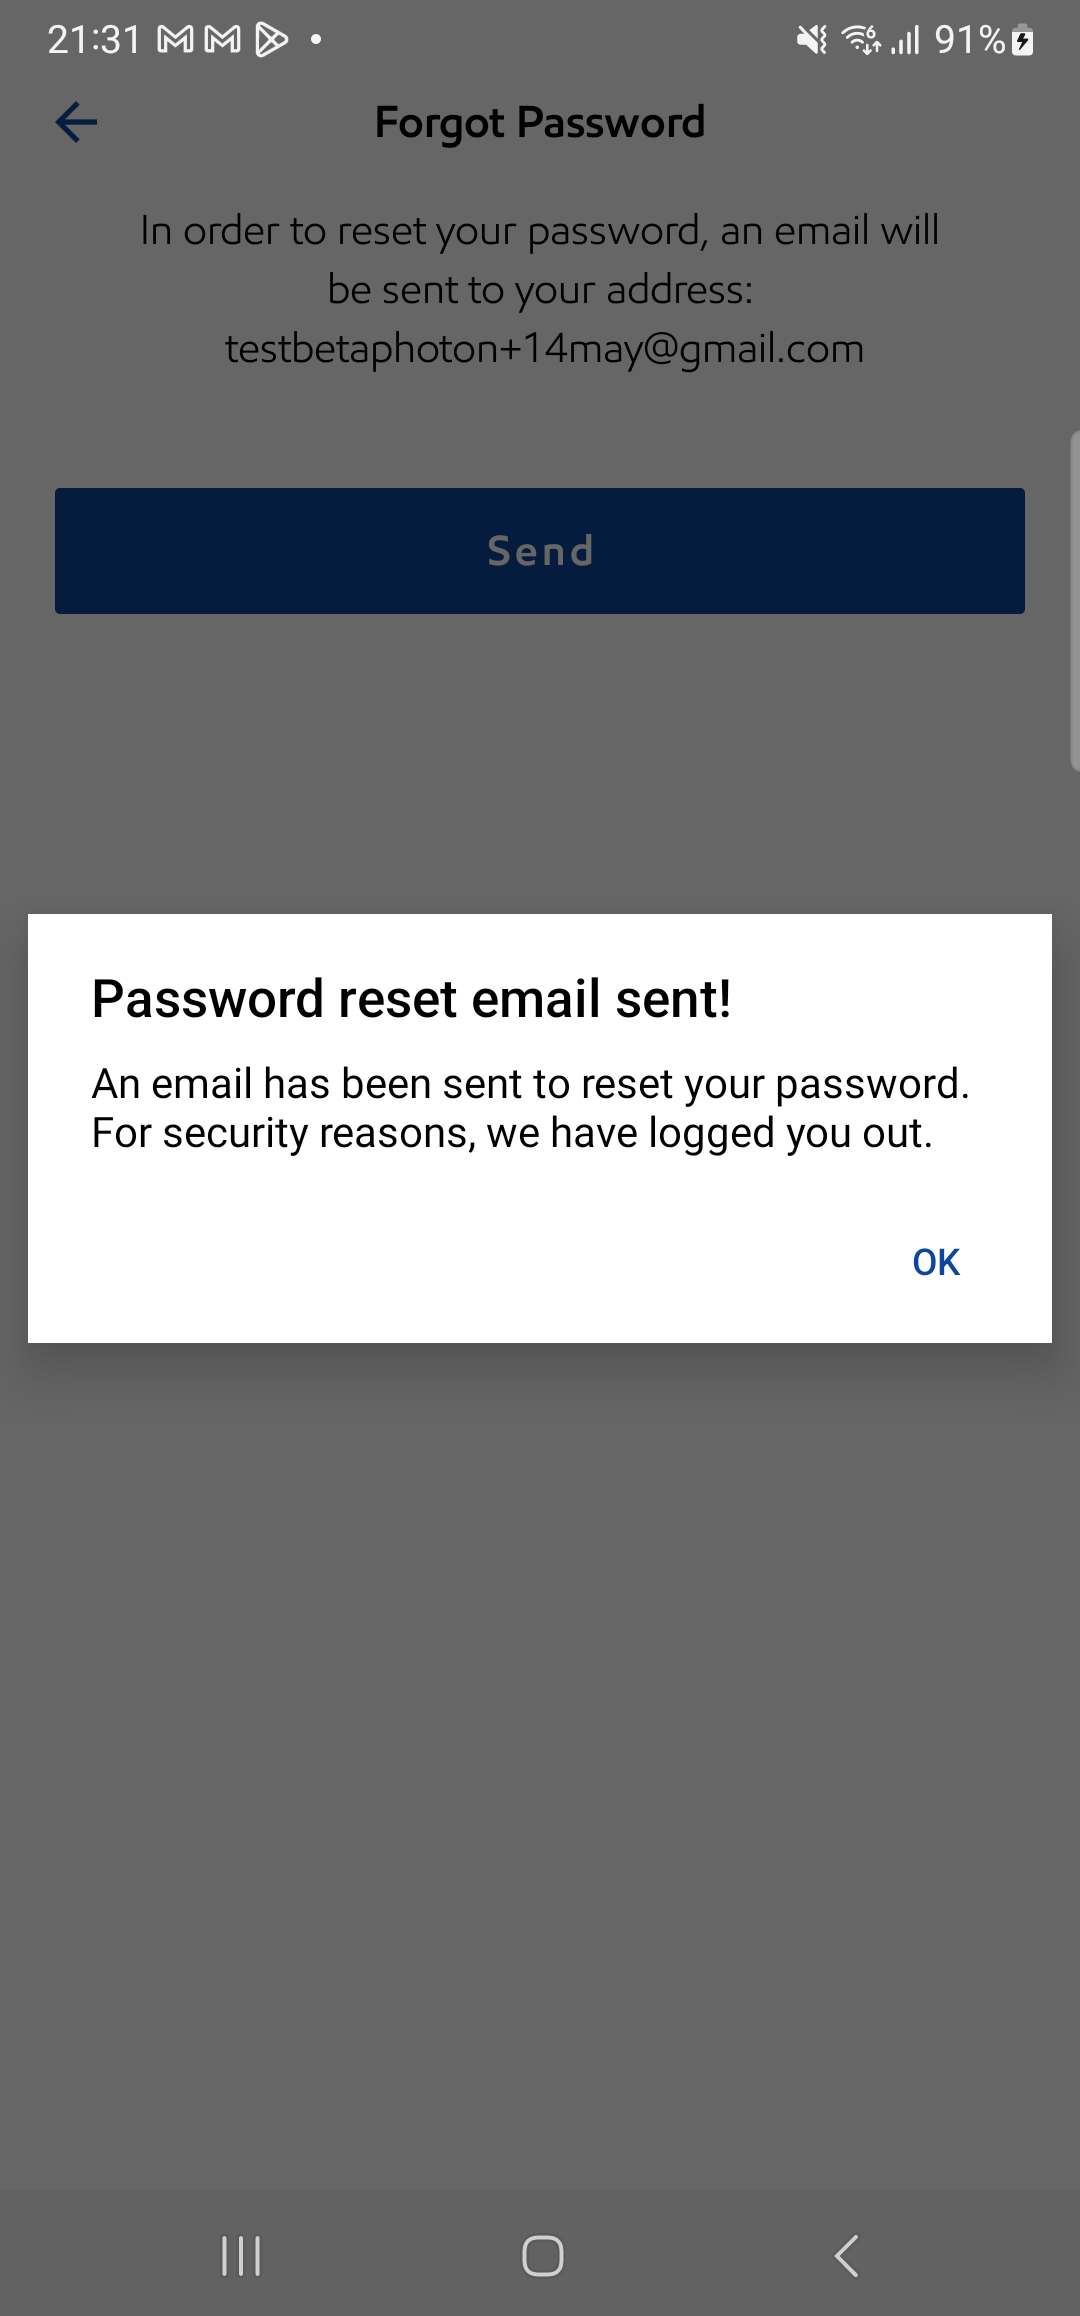 21:31
91%
Forgot Password
In order to reset your password, an email will
be sent to your address:
testbetaphoton+14may@gmail.com
Send
Password reset email sent!
An email has been sent to reset your password.
For security reasons, we have logged you out.
OK